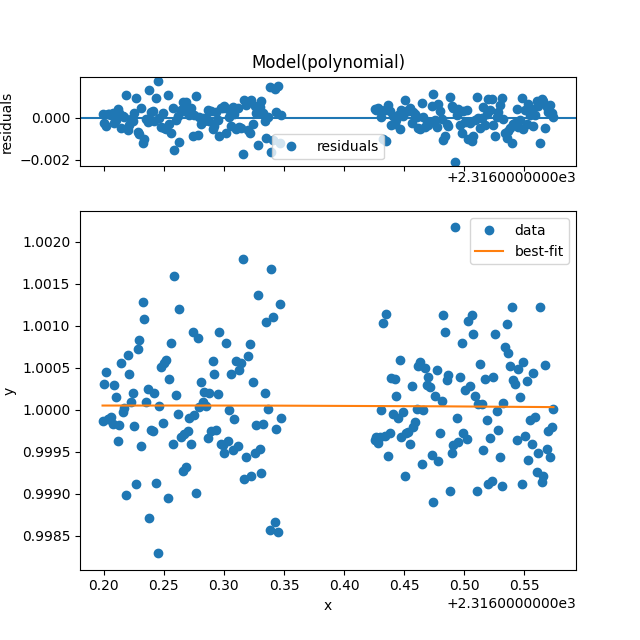 Model(polynomial)
residuals
0.000
−0.002
residuals
+2.3160000000e3
y
1.0020
1.0015
1.0010
1.0005
1.0000
0.9995
0.9990
0.9985
data
best-fit
0.20 0.25 0.30 0.35 0.40 0.45 0.50 0.55
x
+2.3160000000e3